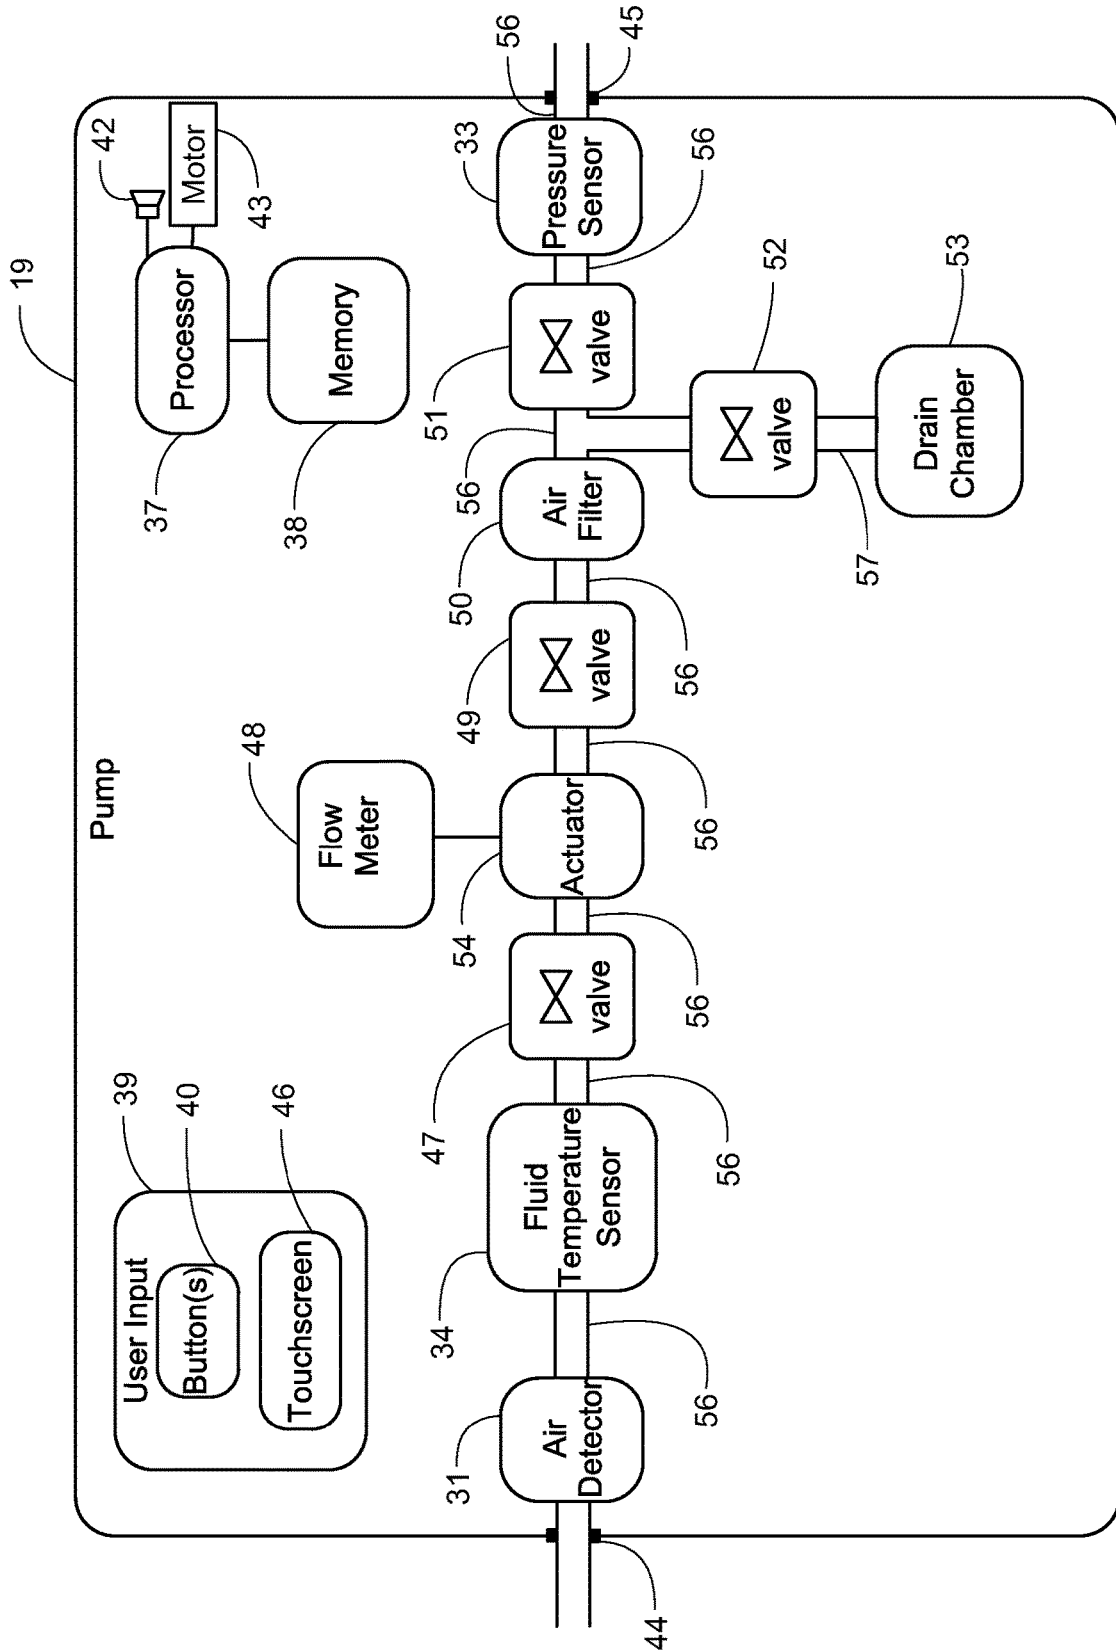 19
Pump
39
User Input
40
Button(s)
46
Touchscreen
48
Flow
Meter
42
Motor
43
Processor
37
Memory
38
31
Air
Detector
34
Fluid
Temperature
Sensor
47
valve
54
Actuator
49
valve
50
Air
Filter
51
valve
33
Pressure
Sensor
56
45
44
56
56
56
56
56
56
56
52
valve
57
53
Drain
Chamber